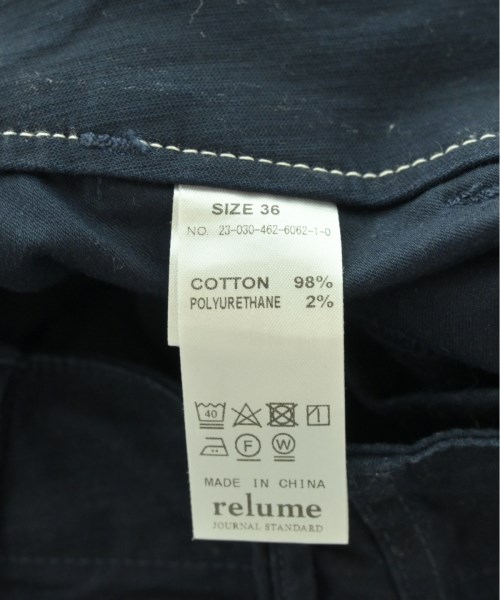 SIZE 36
NO. 23-030-462-6062-1-0
COTTON 98%
POLYURETHANE 2%
40
F W
MADE IN CHINA
relume
JOURNAL STANDARD